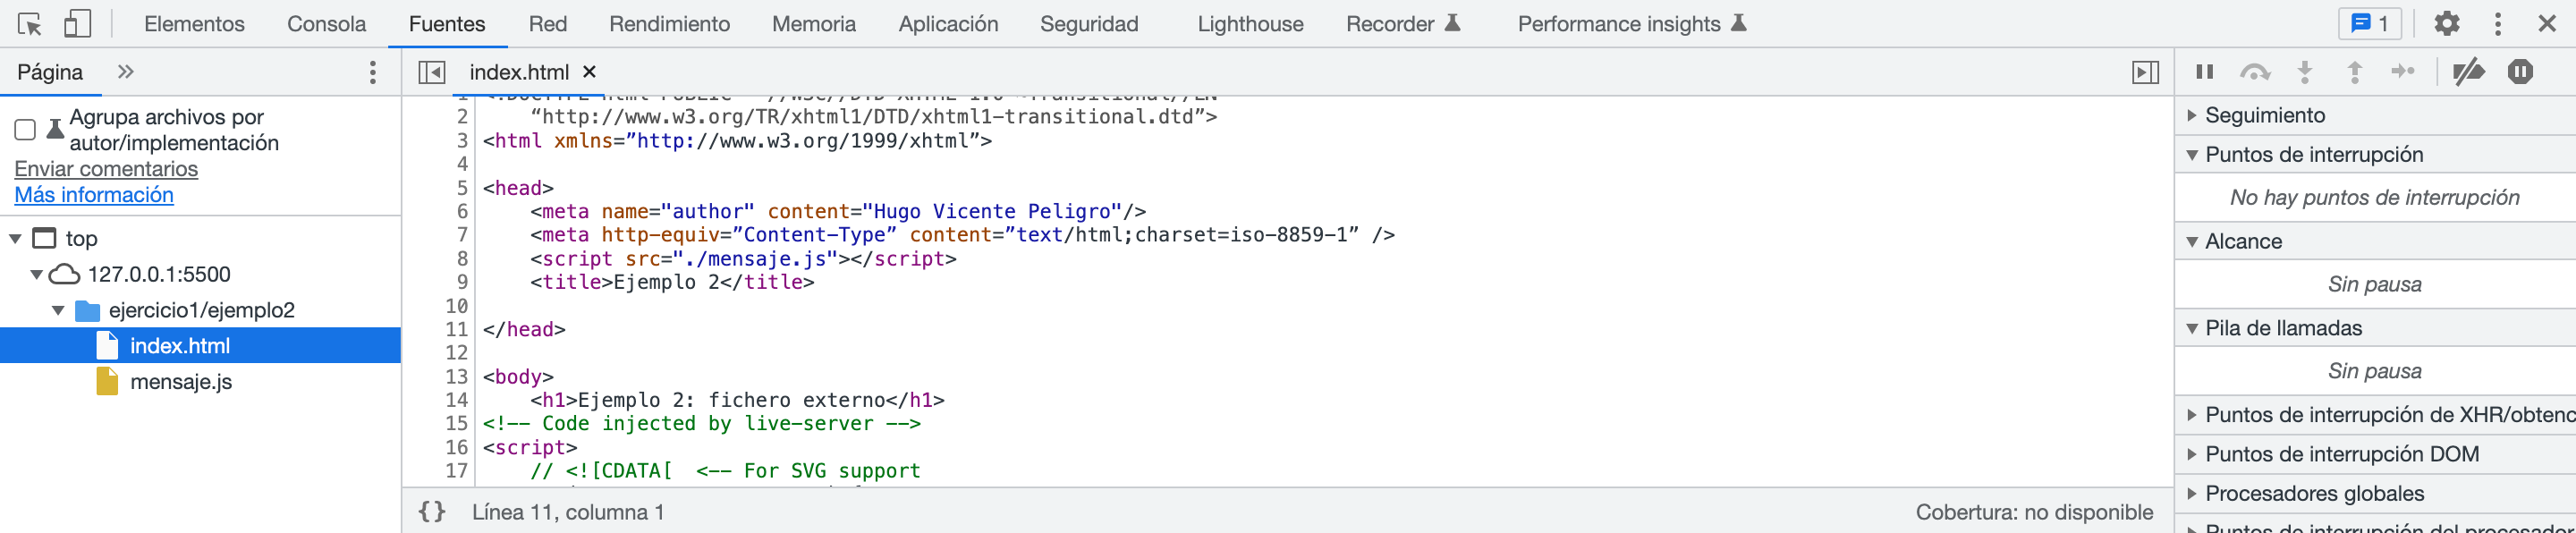 Elementos Consola Fuentes Red Rendimiento Memoria Aplicación Seguridad Lighthouse Recorder Performance insights 1
Página
index.html
Agrupa archivos por
autor/implementación
Enviar comentarios
Más información
top
127.0.0.1:5500
ejercicio1/ejemplo2
index.html
mensaje.js
2 “http://www.w3.org/TR/xhtml1/DTD/xhtml1-transitional.dtd”>
3 <html xmlns=”http://www.w3.org/1999/xhtml”>
4
5 <head>
6 <meta name="author" content="Hugo Vicente Peligro"/>
7 <meta http-equiv=”Content-Type” content=”text/html;charset=iso-8859-1” />
8 <script src="./mensaje.js"></script>
9 <title>Ejemplo 2</title>
10
11 </head>
12
13 <body>
14 <h1>Ejemplo 2: fichero externo</h1>
15 <!-- Code injected by live-server -->
16 <script>
17 // <![CDATA[  <-- For SVG support
{} Línea 11, columna 1
Cobertura: no disponible
Seguimiento
Puntos de interrupción
No hay puntos de interrupción
Alcance
Sin pausa
Pila de llamadas
Sin pausa
Puntos de interrupción de XHR/obtenc
Puntos de interrupción DOM
Procesadores globales
Puntos de interrupción del procesador